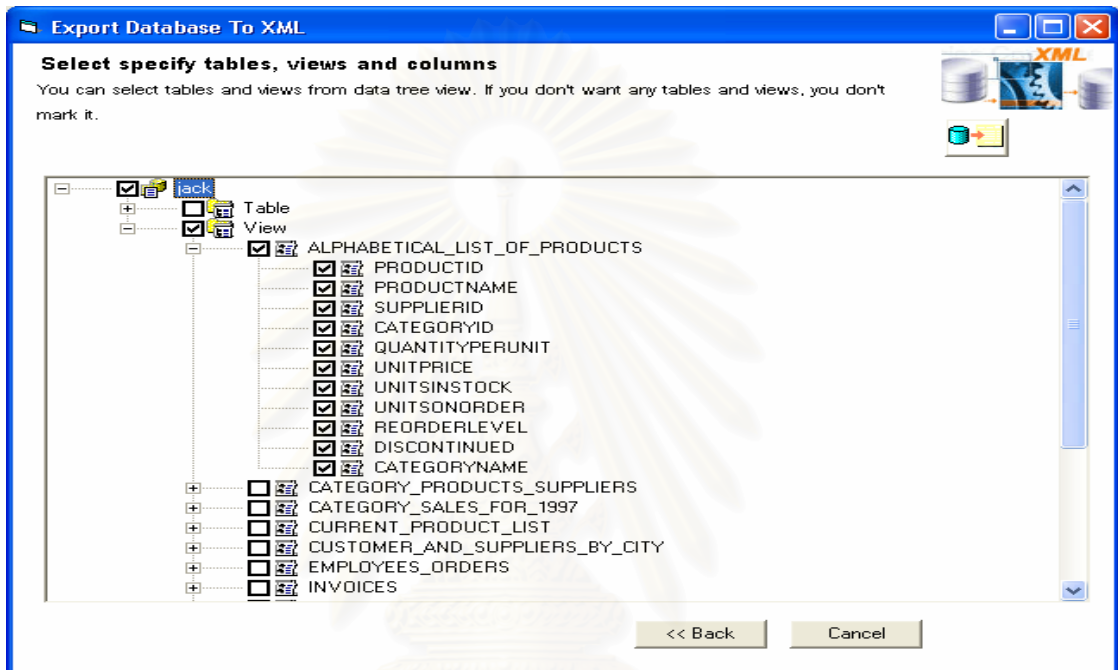 Export Database To XML
Select specify tables, views and columns
You can select tables and views from data tree view. If you don't want any tables and views, you don't
mark it.
XML
jack
Table
View
ALPHABETICAL_LIST_OF_PRODUCTS
PRODUCTID
PRODUCTNAME
SUPPLIERID
CATEGORYID
QUANTITYPERUNIT
UNITPRICE
UNITSINSTOCK
UNITSONORDER
REORDERLEVEL
DISCONTINUED
CATEGORYNAME
CATEGORY_PRODUCTS_SUPPLIERS
CATEGORY_SALES_FOR_1997
CURRENT_PRODUCT_LIST
CUSTOMER_AND_SUPPLIERS_BY_CITY
EMPLOYEES_ORDERS
INVOICES
<< Back
Cancel